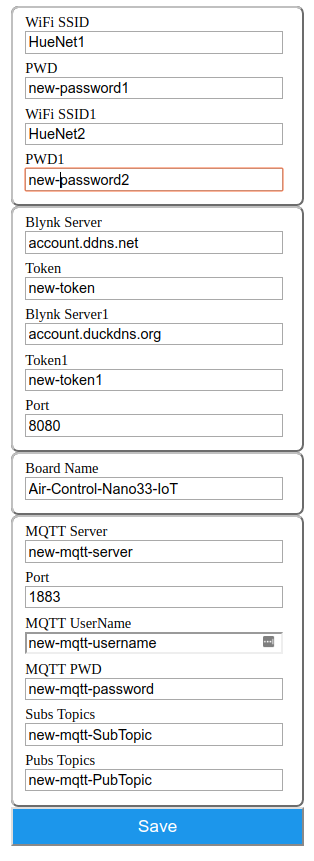 WiFi SSID
HueNet1
PWD
new-password1
WiFi SSID1
HueNet2
PWD1
new-password2
Blynk Server
account.ddns.net
Token
new-token
Blynk Server1
account.duckdns.org
Token1
new-token1
Port
8080
Board Name
Air-Control-Nano33-IoT
MQTT Server
new-mqtt-server
Port
1883
MQTT UserName
new-mqtt-username
MQTT PWD
new-mqtt-password
Subs Topics
new-mqtt-SubTopic
Pubs Topics
new-mqtt-PubTopic
Save